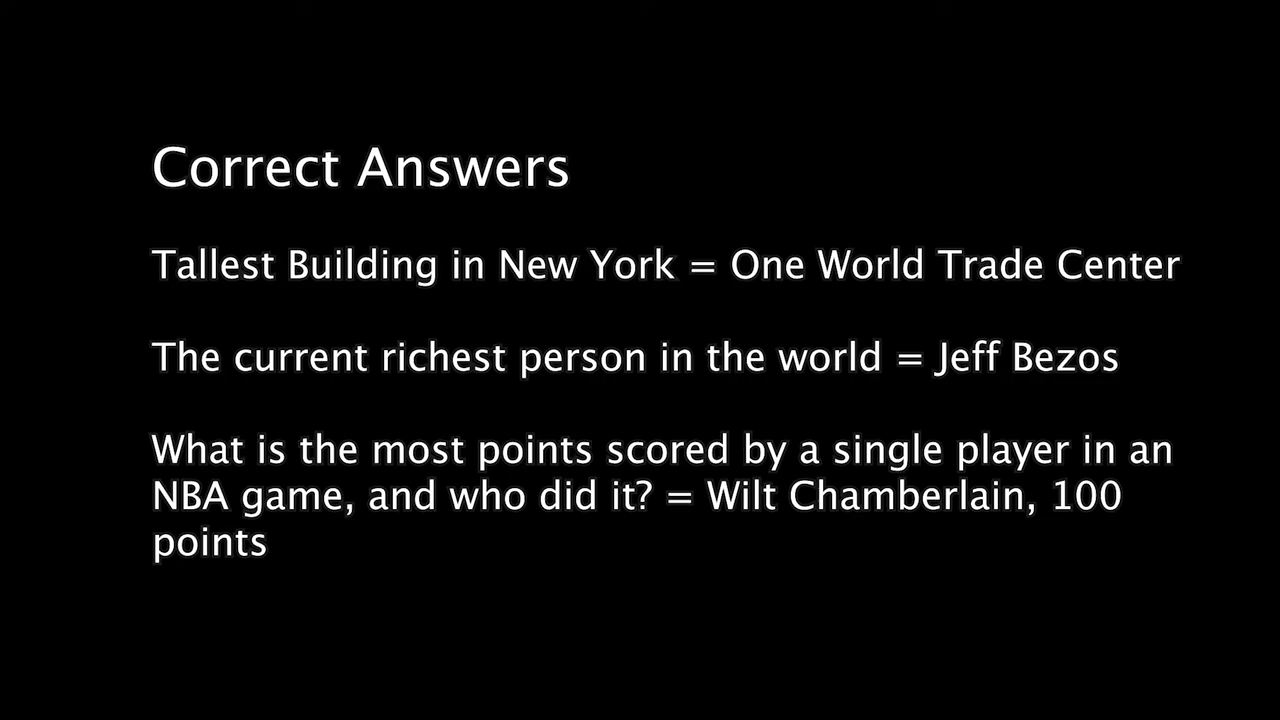 Correct Answers
Tallest Building in New York = One World Trade Center
The current richest person in the world = Jeff Bezos
What is the most points scored by a single player in an
NBA game, and who did it? = Wilt Chamberlain, 100
points